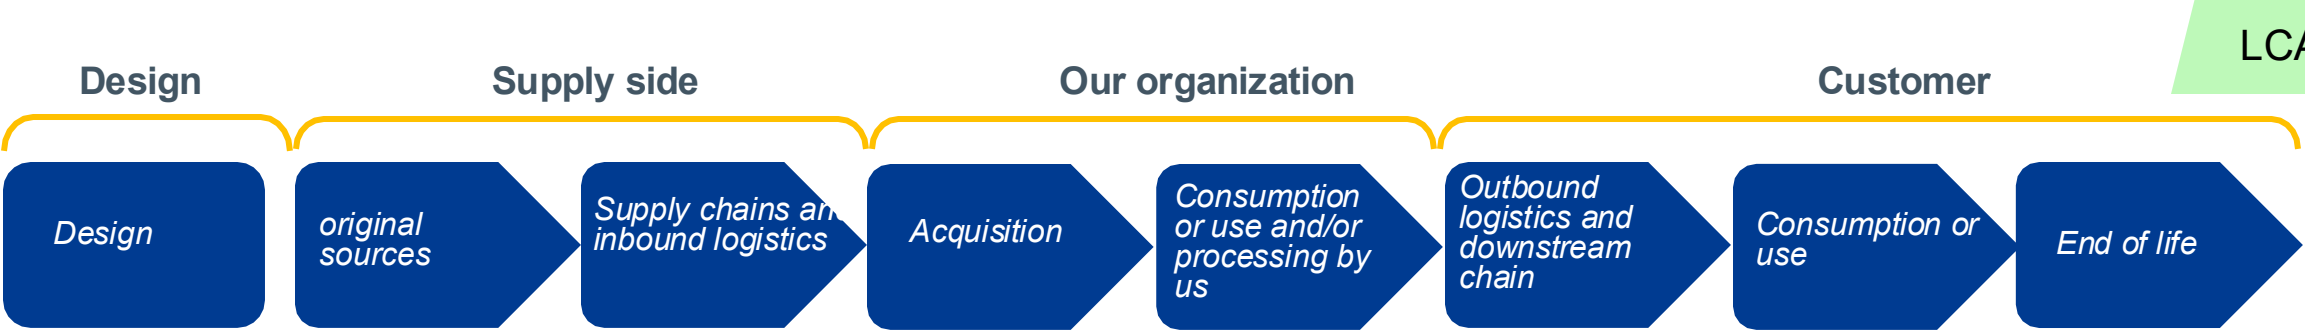 LCA
Design
Supply side
Our organization
Customer
Design
original
sources
Supply chains and
inbound logistics
Acquisition
Consumption
or use and/or
processing by
us
Outbound
logistics and
downstream
chain
Consumption or
use
End of life